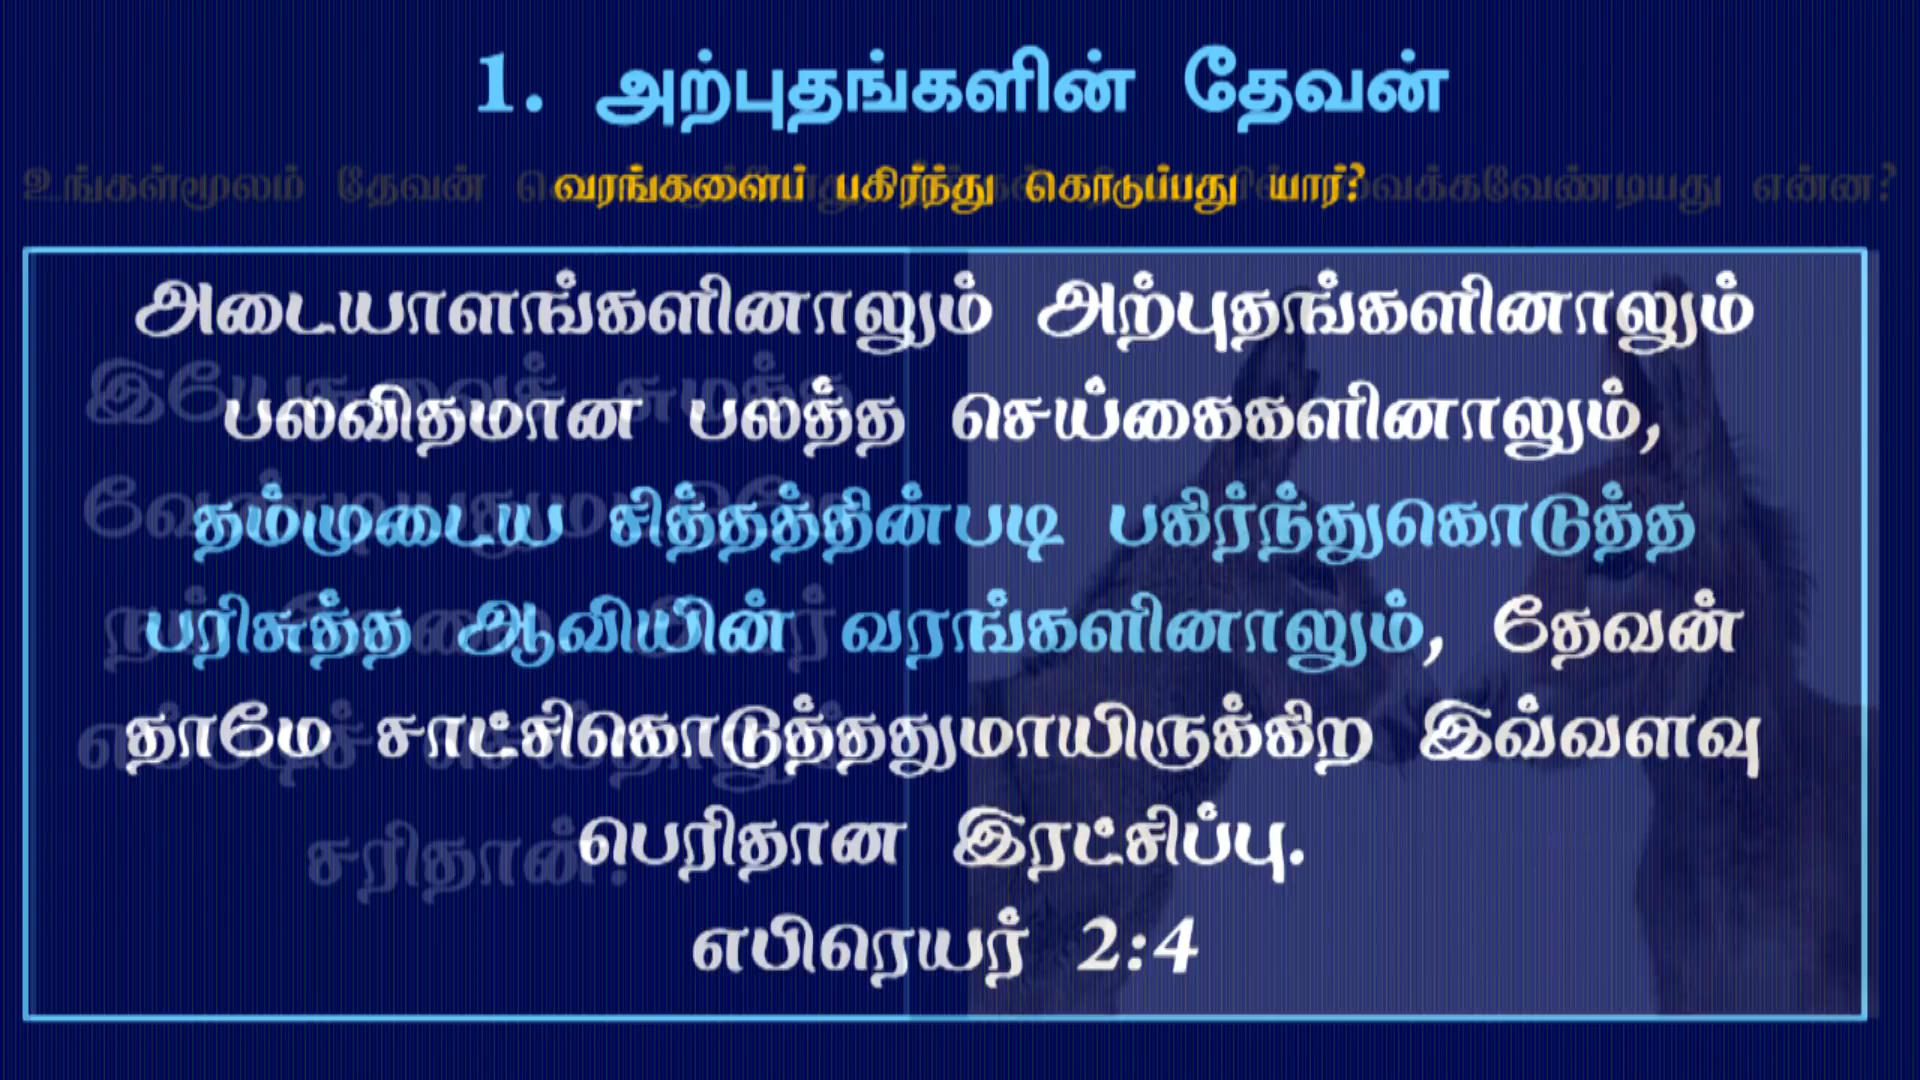 1. அற்புதங்களின் தேவன்
வரங்களைப் பகிர்ந்து கொடுப்பது யார்?
அடையாளங்களினாலும் அற்புதங்களினாலும்
பலவிதமான பலத்த செய்கைகளினாலும்,
தம்முடைய சித்தத்தின்படி பகிர்ந்துகொடுத்த
பரிசுத்த ஆவியின் வரங்களினாலும், தேவன்
தாமே சாட்சிகொடுத்ததுமாயிருக்கிற இவ்வளவு
பெரிதான இரட்சிப்பு.
எபிரெயர் 2:4